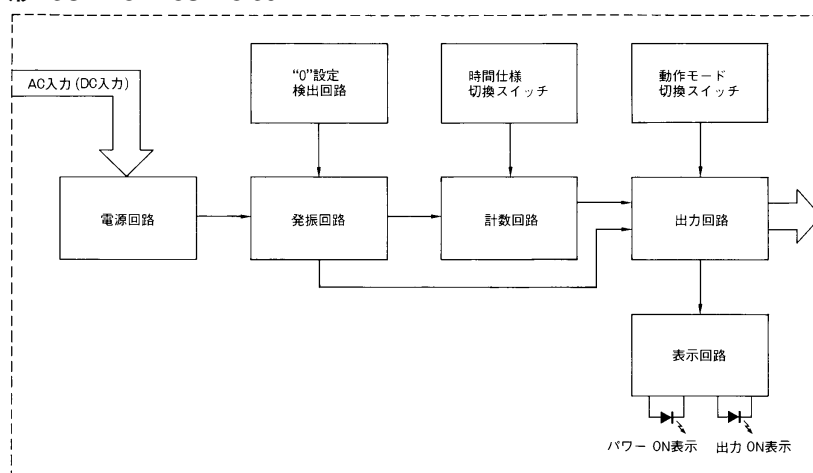 AC入力(DC入力)
“0”設定
検出回路
時間仕様
切換スイッチ
動作モード
切換スイッチ
電源回路
発振回路
計数回路
出力回路
表示回路
パワー ON表示
出力 ON表示